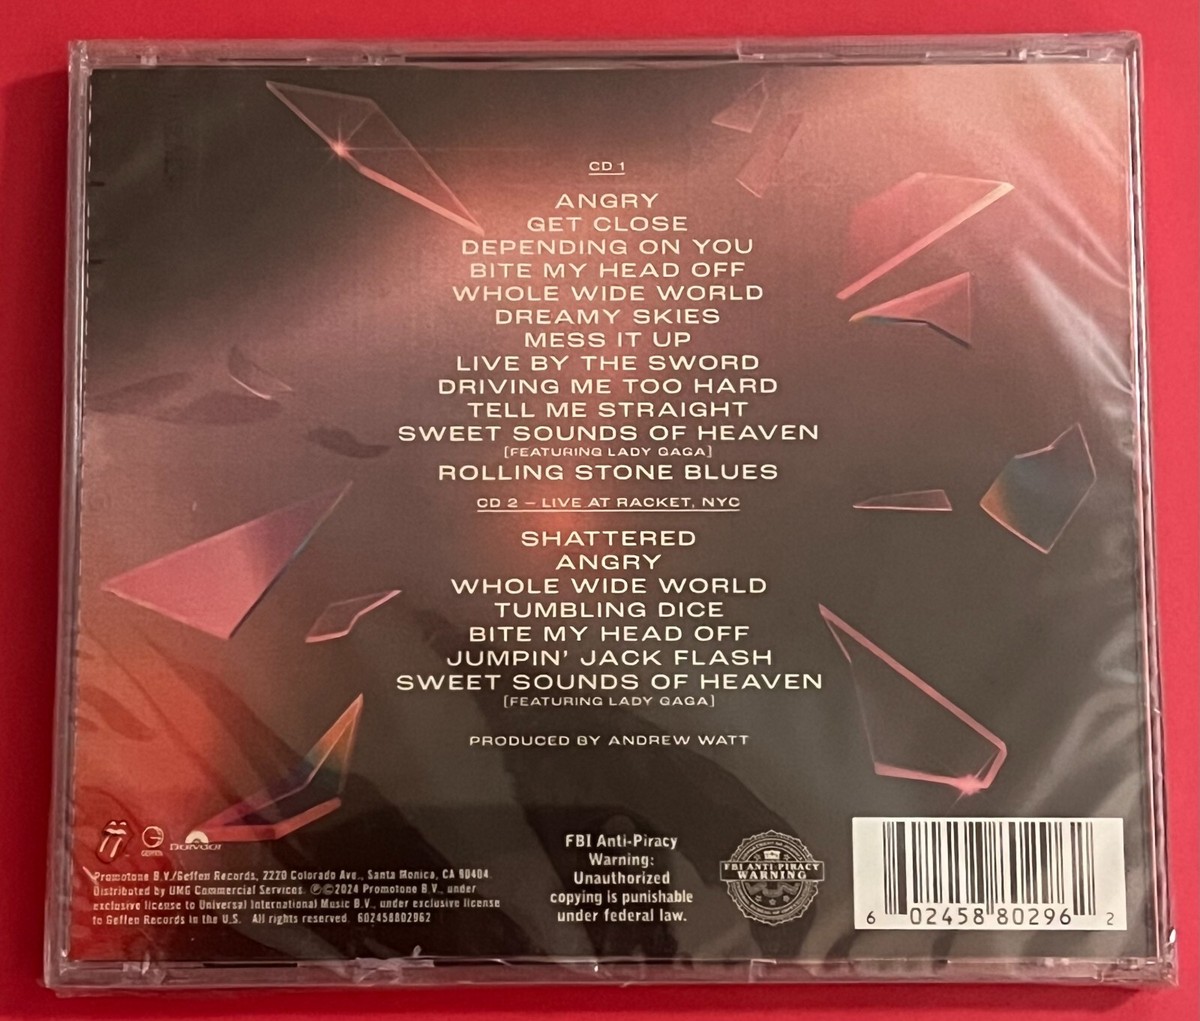 CD 1
ANGRY
GET CLOSE
DEPENDING ON YOU
BITE MY HEAD OFF
WHOLE WIDE WORLD
DREAMY SKIES
MESS IT UP
LIVE BY THE SWORD
DRIVING ME TOO HARD
TELL ME STRAIGHT
SWEET SOUNDS OF HEAVEN
[FEATURING LADY GAGA]
ROLLING STONE BLUES
CD 2 – LIVE AT RACKET, NYC
SHATTERED
ANGRY
WHOLE WIDE WORLD
TUMBLING DICE
BITE MY HEAD OFF
JUMPIN' JACK FLASH
SWEET SOUNDS OF HEAVEN
[FEATURING LADY GAGA]
PRODUCED BY ANDREW WATT
GEFFEN
Polydor
Promotone B.V./Geffen Records, 2220 Colorado Ave., Santa Monica, CA 90404.
Distributed by UMG Commercial Services. ℗©2024 Promotone B.V., under
exclusive license to Universal International Music B.V., under exclusive license
to Geffen Records in the U.S. All rights reserved. 602458802962
FBI Anti-Piracy
Warning:
Unauthorized
copying is punishable
under federal law.
FBI ANTI-PIRACY
WARNING
6 02458 80296 2